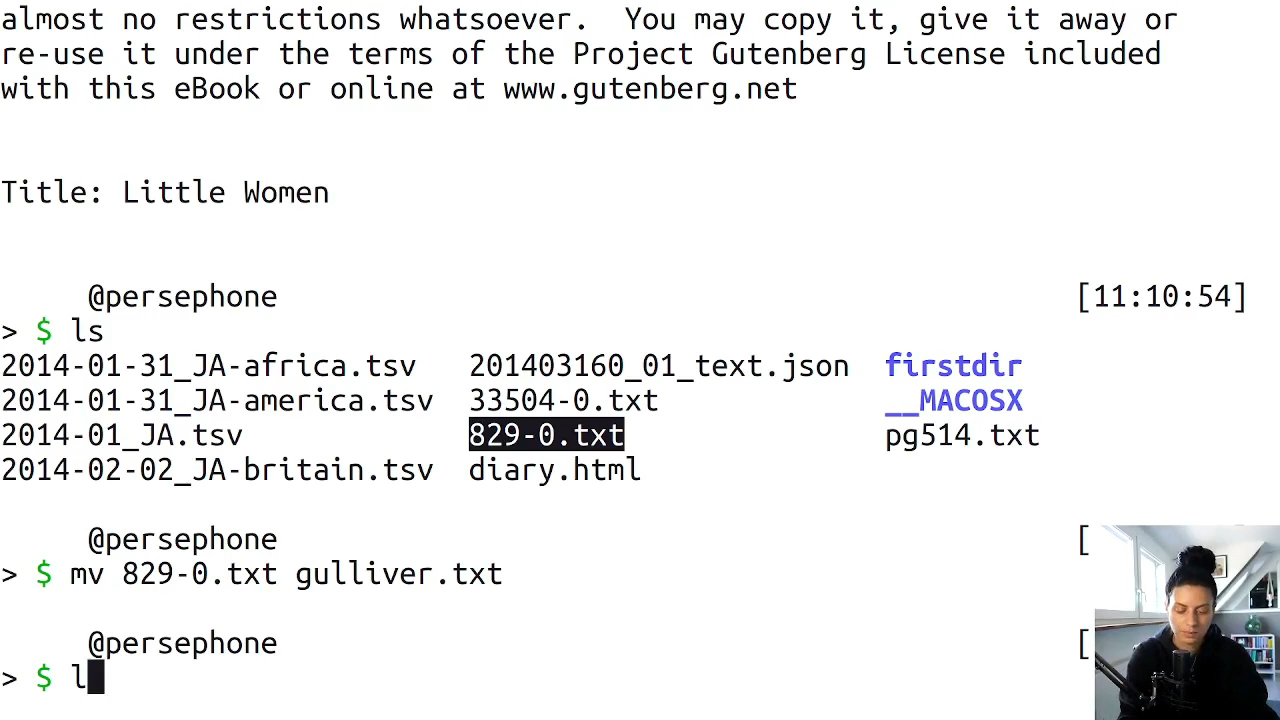 almost no restrictions whatsoever.  You may copy it, give it away or
re-use it under the terms of the Project Gutenberg License included
with this eBook or online at www.gutenberg.net
Title: Little Women
@persephone [11:10:54]
> $ ls
2014-01-31_JA-africa.tsv 201403160_01_text.json firstdir
2014-01-31_JA-america.tsv 33504-0.txt __MACOSX
2014-01_JA.tsv 829-0.txt pg514.txt
2014-02-02_JA-britain.tsv diary.html
@persephone [
> $ mv 829-0.txt gulliver.txt
@persephone [
> $ l